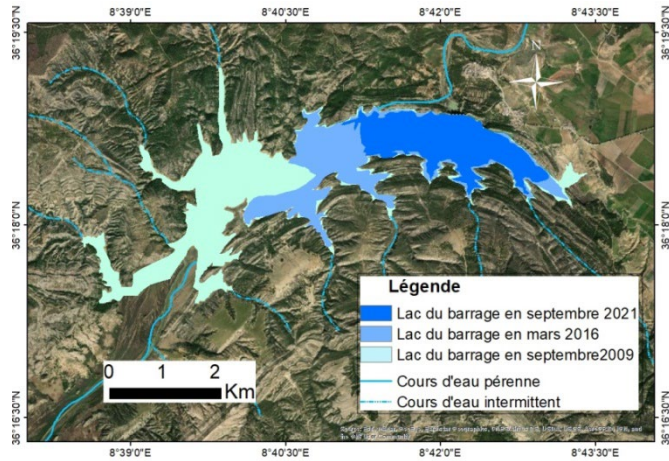 8°39'0"E 8°40'30"E 8°42'0"E 8°43'30"E
36°19'30"N
36°19'30"N
N
36°18'0"N
36°18'0"N
Légende
Lac du barrage en septembre 2021
Lac du barrage en mars 2016
Lac du barrage en septembre2009
Cours d'eau pérenne
Cours d'eau intermittent
0 1 2
Km
36°16'30"N
36°16'30"N
8°39'0"E 8°40'30"E 8°42'0"E 8°43'30"E